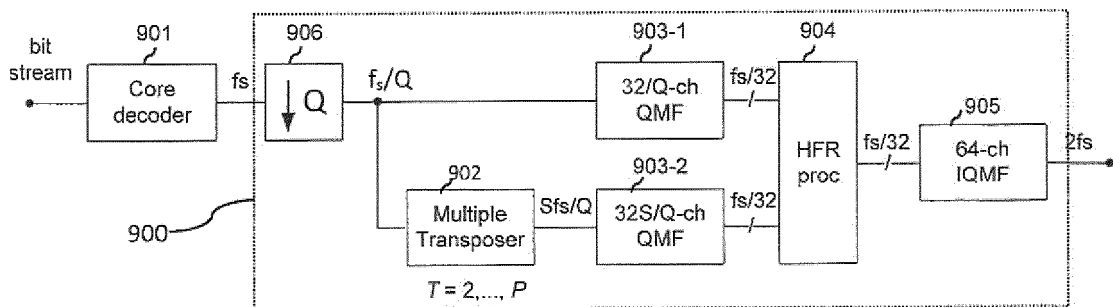 bit
stream
901
Core
decoder
fs
906
↓ Q
fs/Q
903-1
32/Q-ch
QMF
fs/32
904
HFR
proc
fs/32
905
64-ch
IQMF
2fs
902
Multiple
Transposer
T = 2,..., P
Sfs/Q
903-2
32S/Q-ch
QMF
fs/32
900